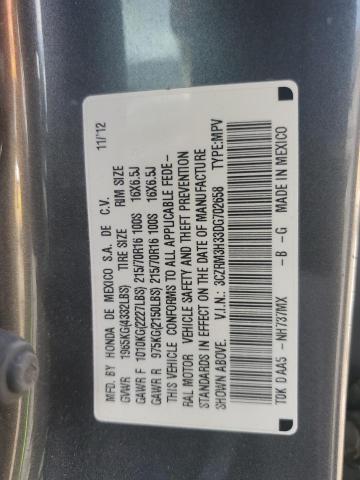 MFD. BY HONDA DE MEXICO S.A. DE C.V. 11/'12
GVWR 1965KG(4332LBS) TIRE SIZE RIM SIZE
GAWR F 1010KG(2227LBS) 215/70R16 100S 16X6.5J
GAWR R 975KG(2150LBS) 215/70R16 100S 16X6.5J
THIS VEHICLE CONFORMS TO ALL APPLICABLE FEDE-
RAL MOTOR VEHICLE SAFETY AND THEFT PREVENTION
STANDARDS IN EFFECT ON THE DATE OF MANUFACTURE
SHOWN ABOVE. V.I.N.: 3CZRM3H33DG702658 TYPE:MPV
TDK DAA5 -NH737MX -B -G MADE IN MEXICO